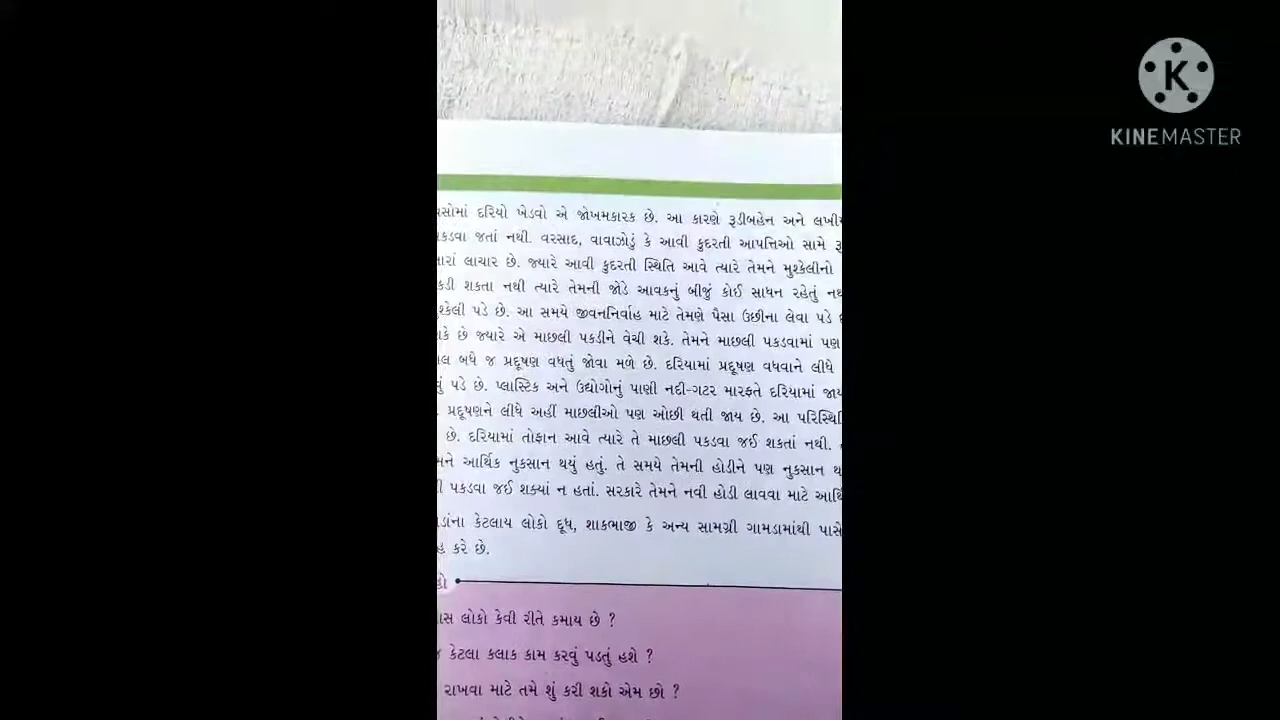 દરિયો ખેડવો એ જોખમકારક છે. આ કારણે રૂડીબહેન અને
જતાં નથી. વરસાદ, વાવાઝોડું કે આવી કુદરતી આપત્તિઓ સામે
લાચાર છે. જ્યારે આવી કુદરતી સ્થિતિ આવે ત્યારે તેમને મુશ્કેલીનો
શકતા નથી ત્યારે તેમની જોડે આવકનું બીજું કોઈ સાધન રહેતું
પડે છે. આ સમયે જીવનનિર્વાહ માટે તેમણે પૈસા ઉછીના લેવા પડે
છે જ્યારે એ માછલી પકડીને વેચી શકે. તેમને માછલી પકડવામાં પણ
બધે જ પ્રદૂષણ વધતું જોવા મળે છે. દરિયામાં પ્રદૂષણ વધવાને લીધે
પડે છે. પ્લાસ્ટિક અને ઉદ્યોગોનું પાણી નદી-ગટર મારફતે દરિયામાં
પ્રદૂષણને લીધે અહીં માછલીઓ પણ ઓછી થતી જાય છે. આ
છે. દરિયામાં તોફાન આવે ત્યારે તે માછલી પકડવા જઈ શકતાં નથી.
આર્થિક નુકસાન થયું હતું. તે સમયે તેમની હોડીને પણ નુકસાન
પકડવા જઈ શક્યાં ન હતાં. સરકારે તેમને નવી હોડી લાવવા માટે
કેટલાય લોકો દૂધ, શાકભાજી કે અન્ય સામગ્રી ગામડામાંથી
કરે છે.
લોકો કેવી રીતે કમાય છે ?
કેટલા કલાક કામ કરવું પડતું હશે ?
રાખવા માટે તમે શું કરી શકો એમ છો ?
KINEMASTER